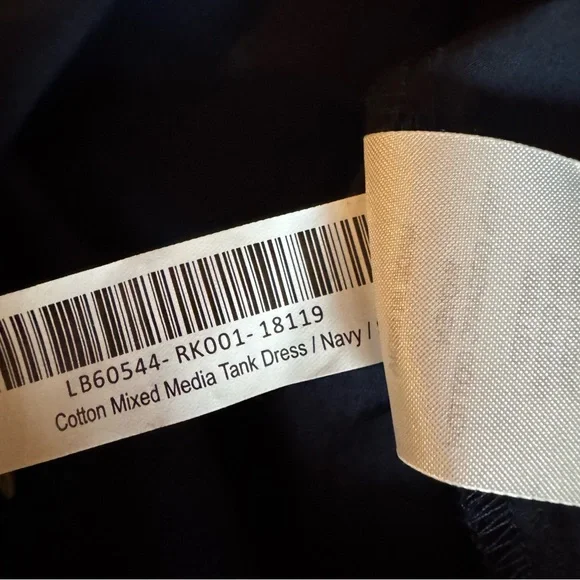 LB60544- RK001- 18119
Cotton Mixed Media Tank Dress / Navy /